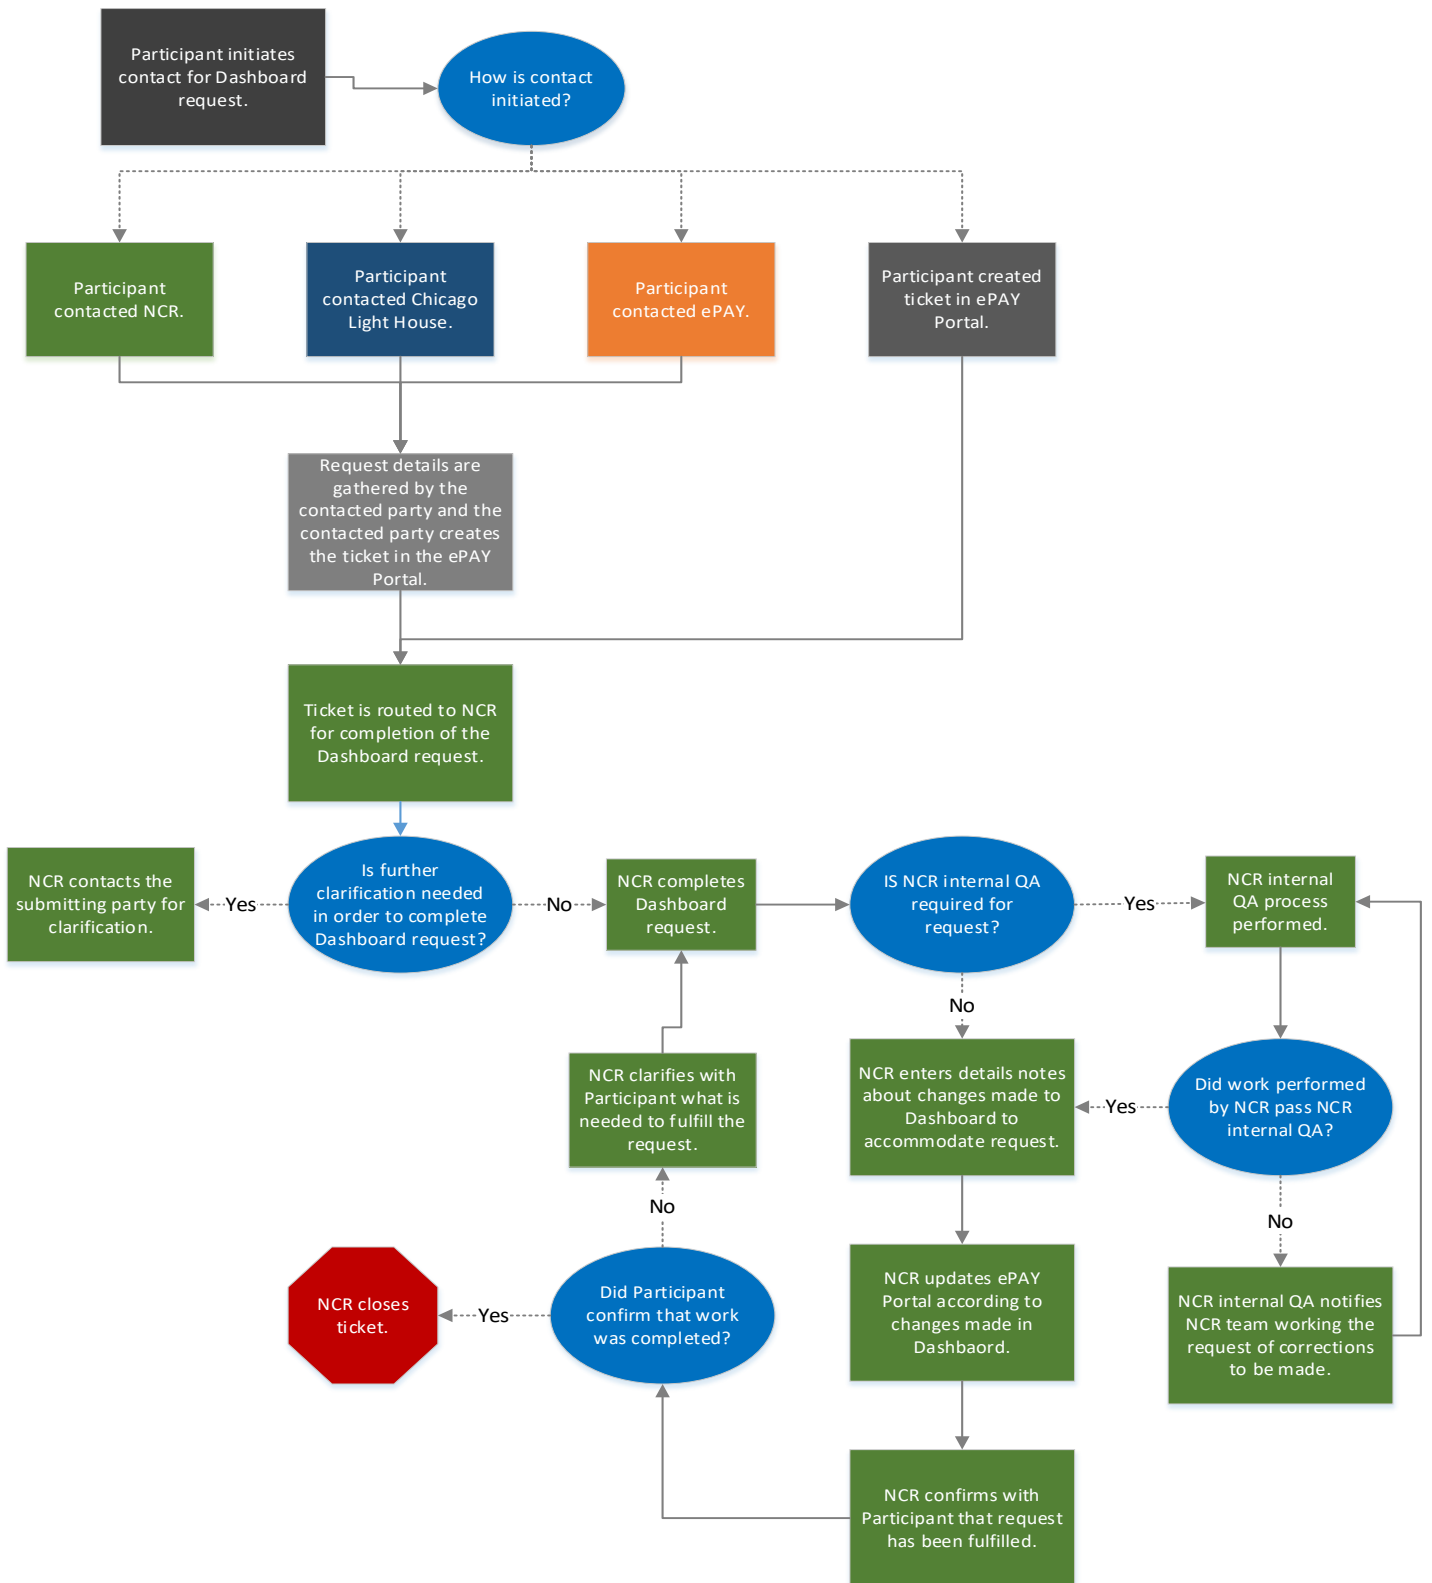 Participant initiates
contact for Dashboard
request.
How is contact
initiated?
Participant
contacted NCR.
Participant
contacted Chicago
Light House.
Participant
contacted ePAY.
Participant created
ticket in ePAY
Portal.
Request details are
gathered by the
contacted party and the
contacted party creates
the ticket in the ePAY
Portal.
Ticket is routed to NCR
for completion of the
Dashboard request.
NCR contacts the
submitting party for
clarification.
Yes
Is further
clarification needed
in order to complete
Dashboard request?
No
NCR completes
Dashboard
request.
IS NCR internal QA
required for
request?
Yes
NCR internal
QA process
performed.
No
NCR clarifies with
Participant what is
needed to fulfill the
request.
NCR enters details notes
about changes made to
Dashboard to
accommodate request.
Yes
Did work performed
by NCR pass NCR
internal QA?
No
No
NCR closes
ticket.
Yes
Did Participant
confirm that work
was completed?
NCR updates ePAY
Portal according to
changes made in
Dashbaord.
NCR internal QA notifies
NCR team working the
request of corrections
to be made.
NCR confirms with
Participant that request
has been fulfilled.